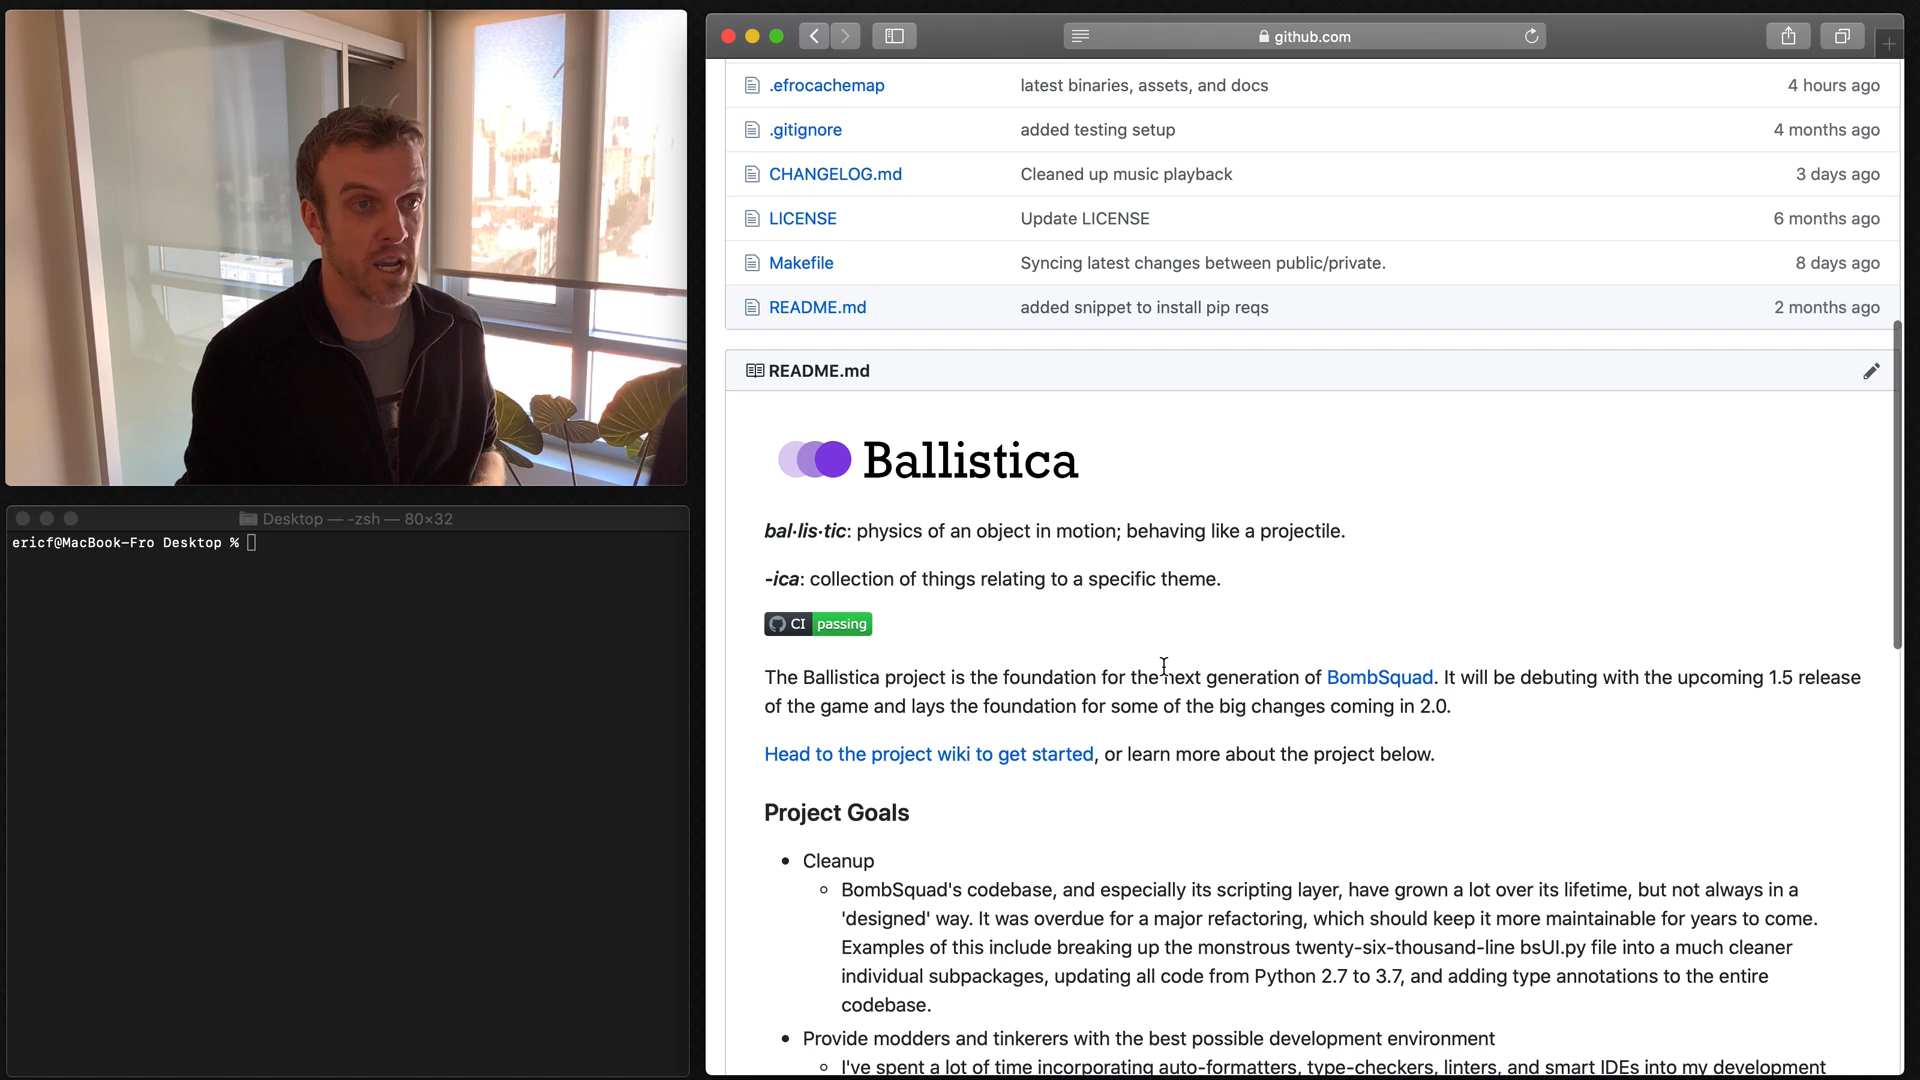 github.com
.efrocachemap latest binaries, assets, and docs 4 hours ago
.gitignore added testing setup 4 months ago
CHANGELOG.md Cleaned up music playback 3 days ago
LICENSE Update LICENSE 6 months ago
Makefile Syncing latest changes between public/private. 8 days ago
README.md added snippet to install pip reqs 2 months ago
README.md
Ballistica
bal·lis·tic: physics of an object in motion; behaving like a projectile.
-ica: collection of things relating to a specific theme.
CI passing
The Ballistica project is the foundation for the next generation of BombSquad. It will be debuting with the upcoming 1.5 release
of the game and lays the foundation for some of the big changes coming in 2.0.
Head to the project wiki to get started, or learn more about the project below.
Project Goals
• Cleanup
◦ BombSquad's codebase, and especially its scripting layer, have grown a lot over its lifetime, but not always in a
'designed' way. It was overdue for a major refactoring, which should keep it more maintainable for years to come.
Examples of this include breaking up the monstrous twenty-six-thousand-line bsUI.py file into a much cleaner
individual subpackages, updating all code from Python 2.7 to 3.7, and adding type annotations to the entire
codebase.
• Provide modders and tinkerers with the best possible development environment
◦ I've spent a lot of time incorporating auto-formatters, type-checkers, linters, and smart IDEs into my development
Desktop — -zsh — 80×32
ericf@MacBook-Fro Desktop %